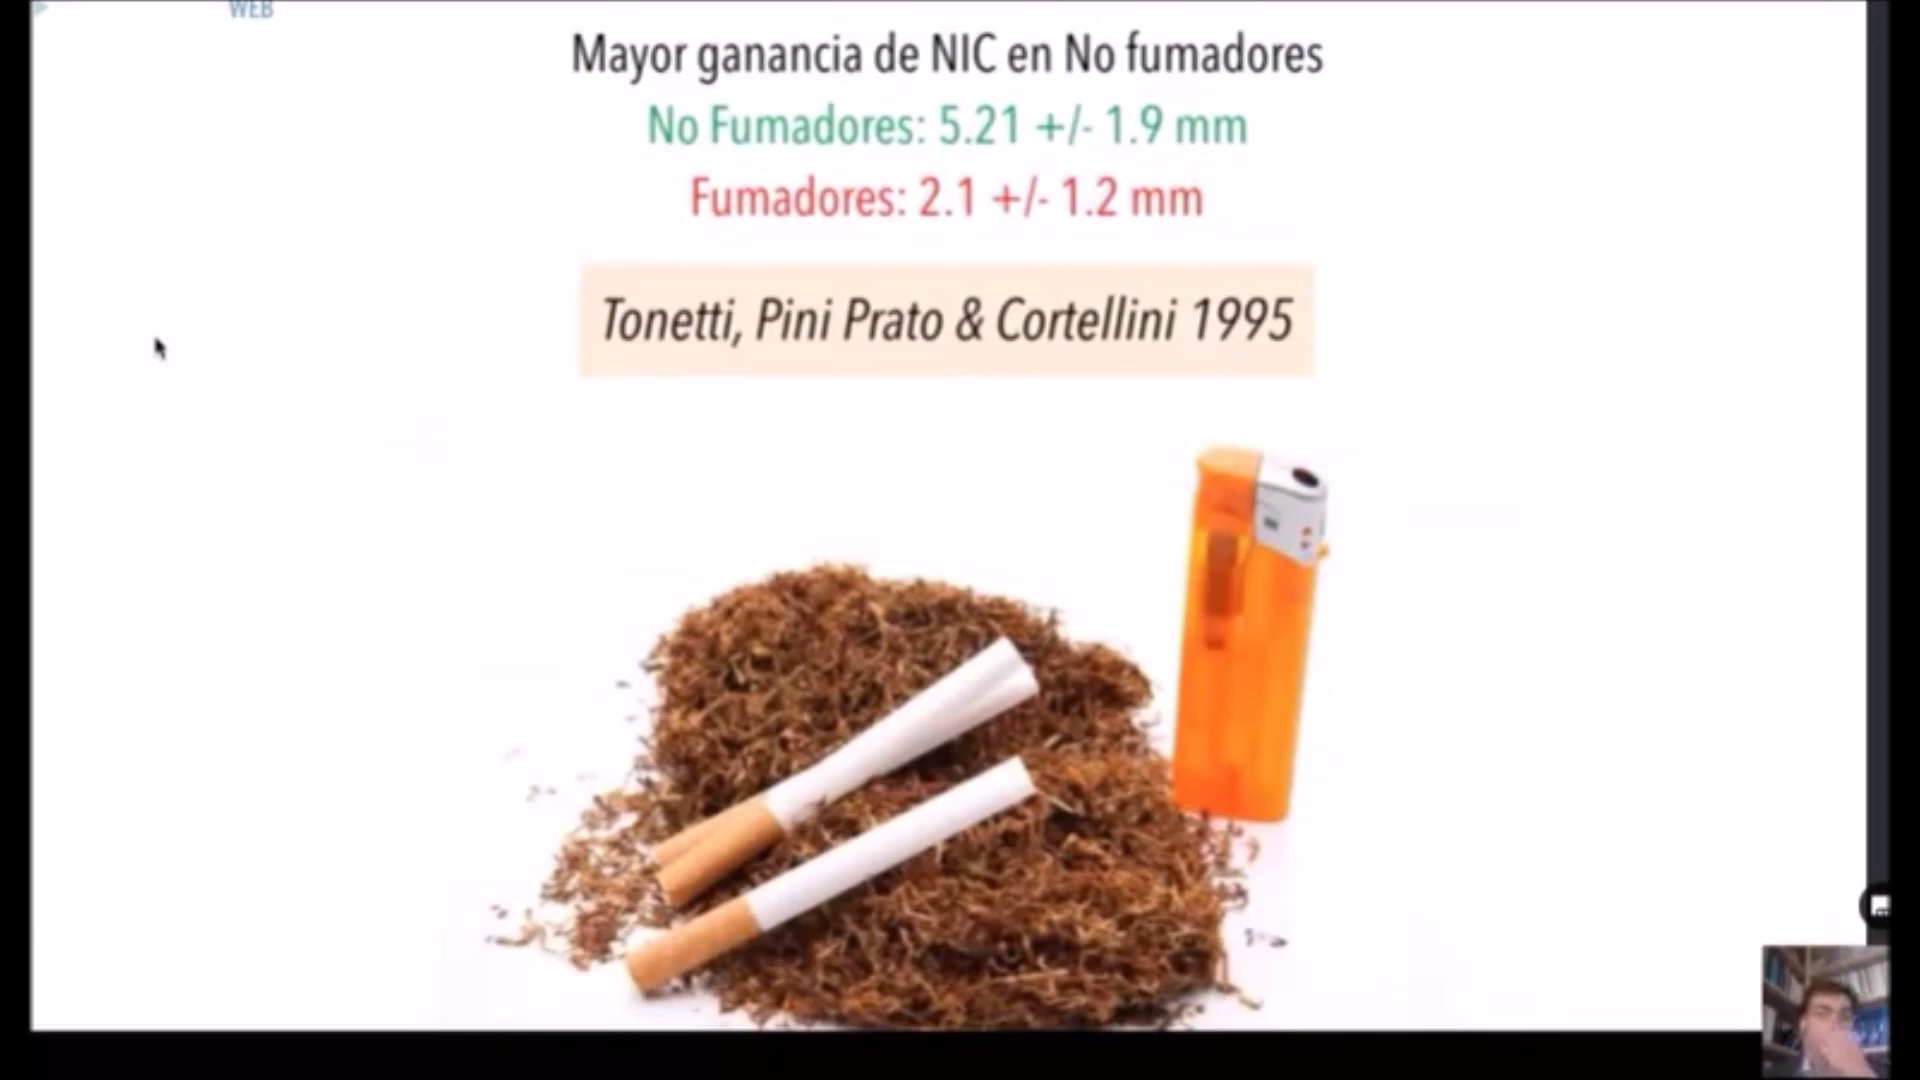 WEB
Mayor ganancia de NIC en No fumadores
No Fumadores: 5.21 +/- 1.9 mm
Fumadores: 2.1 +/- 1.2 mm
Tonetti, Pini Prato & Cortellini 1995